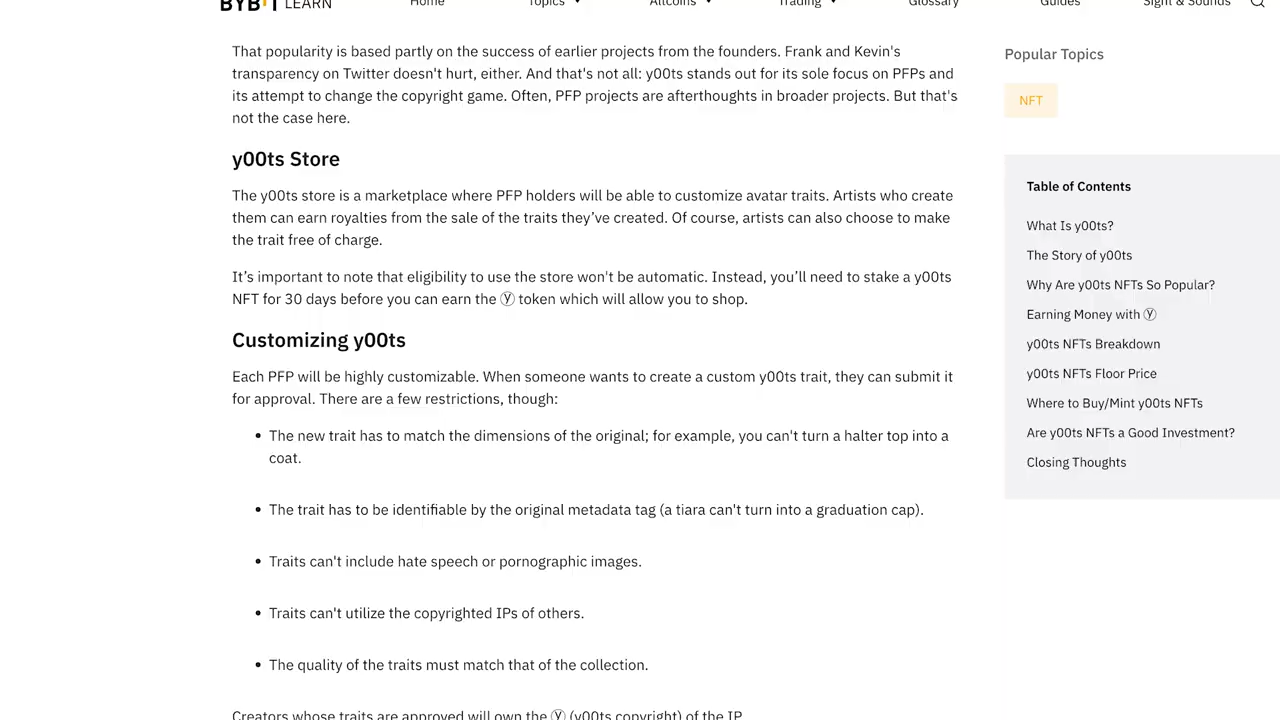 BYBIT LEARN
Home
Topics
Altcoins
Trading
Glossary
Guides
Sight & Sounds
That popularity is based partly on the success of earlier projects from the founders. Frank and Kevin's
transparency on Twitter doesn't hurt, either. And that's not all: y00ts stands out for its sole focus on PFPs and
its attempt to change the copyright game. Often, PFP projects are afterthoughts in broader projects. But that's
not the case here.
y00ts Store
The y00ts store is a marketplace where PFP holders will be able to customize avatar traits. Artists who create
them can earn royalties from the sale of the traits they’ve created. Of course, artists can also choose to make
the trait free of charge.
It’s important to note that eligibility to use the store won't be automatic. Instead, you’ll need to stake a y00ts
NFT for 30 days before you can earn the Ⓨ token which will allow you to shop.
Customizing y00ts
Each PFP will be highly customizable. When someone wants to create a custom y00ts trait, they can submit it
for approval. There are a few restrictions, though:
• The new trait has to match the dimensions of the original; for example, you can't turn a halter top into a
coat.
• The trait has to be identifiable by the original metadata tag (a tiara can't turn into a graduation cap).
• Traits can't include hate speech or pornographic images.
• Traits can't utilize the copyrighted IPs of others.
• The quality of the traits must match that of the collection.
Creators whose traits are approved will own the Ⓨ (y00ts copyright) of the IP
Popular Topics
NFT
Table of Contents
What Is y00ts?
The Story of y00ts
Why Are y00ts NFTs So Popular?
Earning Money with Ⓨ
y00ts NFTs Breakdown
y00ts NFTs Floor Price
Where to Buy/Mint y00ts NFTs
Are y00ts NFTs a Good Investment?
Closing Thoughts